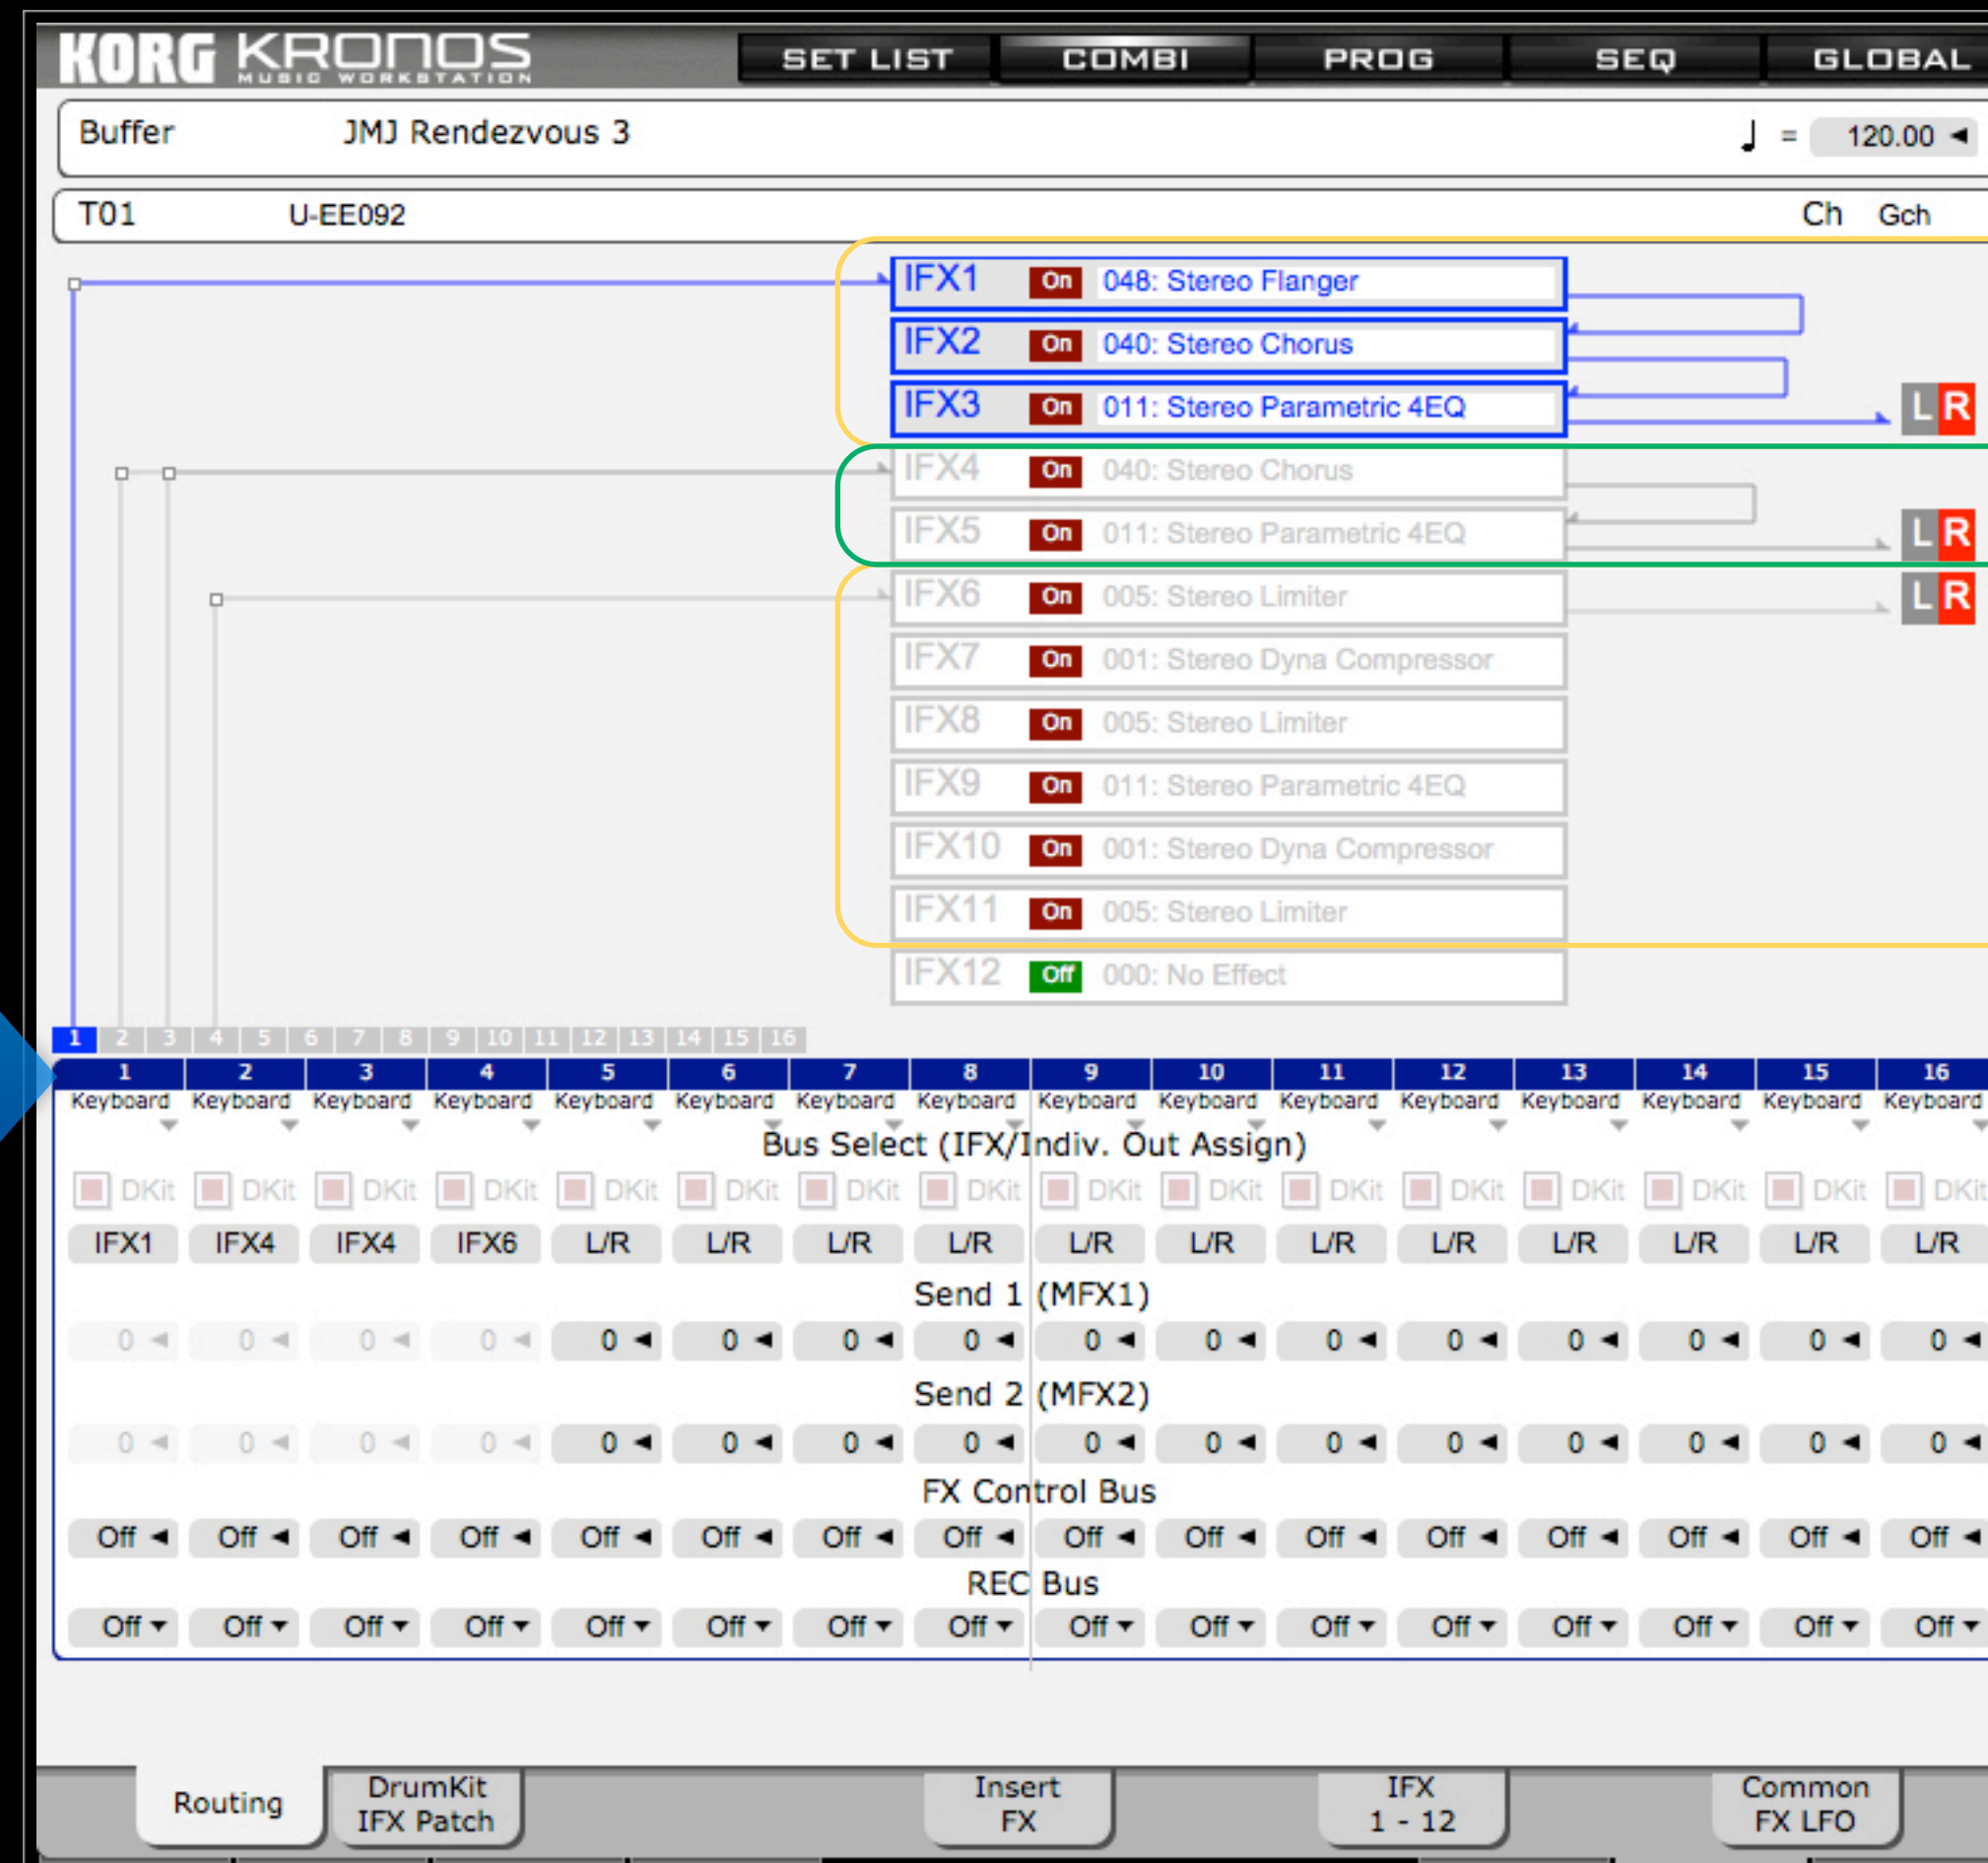 KORG KRONOS SET LIST COMBI PROG SEQ GLOBAL
MUSIC WORKSTATION
Buffer JMJ Rendezvous 3 ♩ = 120.00 ◄
T01 U-EE092 Ch Gch
IFX1 On 048: Stereo Flanger
IFX2 On 040: Stereo Chorus
IFX3 On 011: Stereo Parametric 4EQ L R
IFX4 On 040: Stereo Chorus
IFX5 On 011: Stereo Parametric 4EQ L R
IFX6 On 005: Stereo Limiter L R
IFX7 On 001: Stereo Dyna Compressor
IFX8 On 005: Stereo Limiter
IFX9 On 011: Stereo Parametric 4EQ
IFX10 On 001: Stereo Dyna Compressor
IFX11 On 005: Stereo Limiter
IFX12 Off 000: No Effect
1 2 3 4 5 6 7 8 9 10 11 12 13 14 15 16
1 2 3 4 5 6 7 8 9 10 11 12 13 14 15 16
Keyboard Keyboard Keyboard Keyboard Keyboard Keyboard Keyboard Keyboard Keyboard Keyboard Keyboard Keyboard Keyboard Keyboard Keyboard Keyboard
Bus Select (IFX/Indiv. Out Assign)
DKit DKit DKit DKit DKit DKit DKit DKit DKit DKit DKit DKit DKit DKit DKit DKit
IFX1 IFX4 IFX4 IFX6 L/R L/R L/R L/R L/R L/R L/R L/R L/R L/R L/R L/R
Send 1 (MFX1)
0 0 0 0 0 0 0 0 0 0 0 0 0 0 0 0
Send 2 (MFX2)
0 0 0 0 0 0 0 0 0 0 0 0 0 0 0 0
FX Control Bus
Off Off Off Off Off Off Off Off Off Off Off Off Off Off Off Off
REC Bus
Off Off Off Off Off Off Off Off Off Off Off Off Off Off Off Off
Routing DrumKit Insert IFX Common
IFX Patch FX 1 - 12 FX LFO